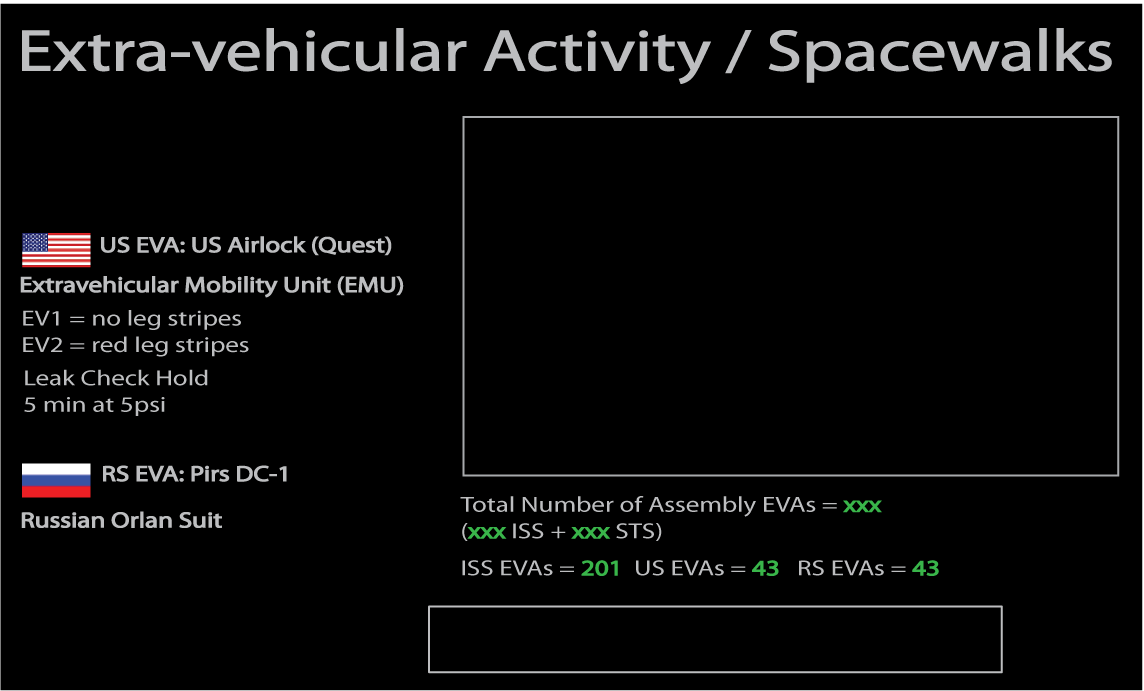 Extra-vehicular Activity / Spacewalks
US EVA: US Airlock (Quest)
Extravehicular Mobility Unit (EMU)
EV1 = no leg stripes
EV2 = red leg stripes
Leak Check Hold
5 min at 5psi
RS EVA: Pirs DC-1
Russian Orlan Suit
Total Number of Assembly EVAs = xxx
(xxx ISS + xxx STS)
ISS EVAs = 201 US EVAs = 43 RS EVAs = 43